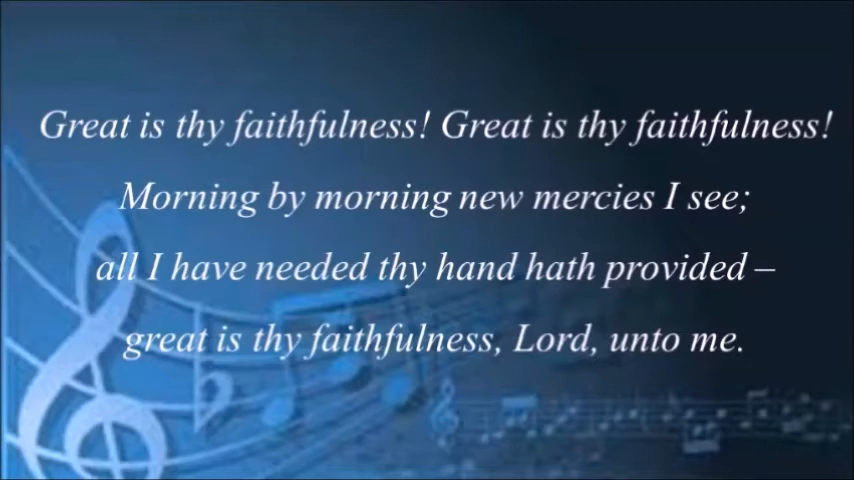 Great is thy faithfulness! Great is thy faithfulness!
Morning by morning new mercies I see;
all I have needed thy hand hath provided –
great is thy faithfulness, Lord, unto me.